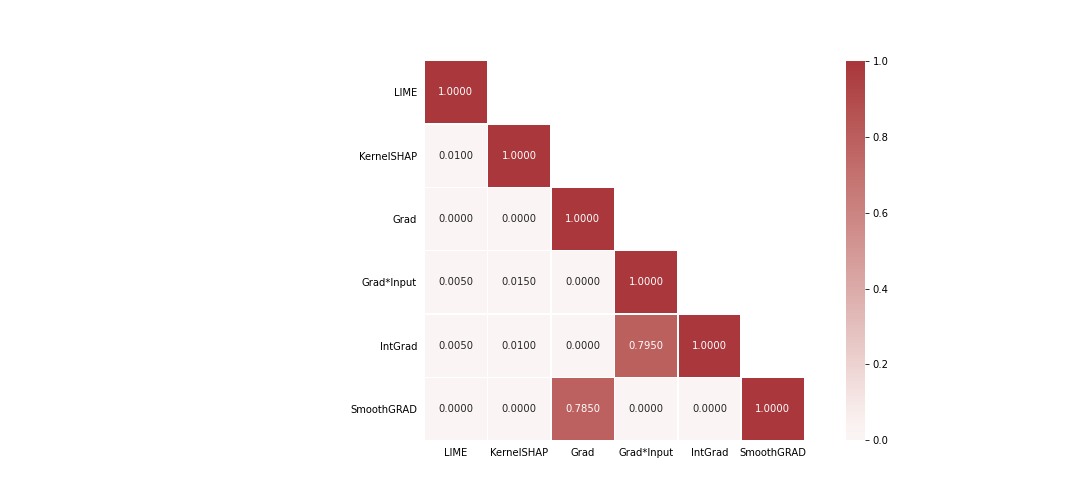 1.0
LIME 1.0000
0.8
KernelSHAP 0.0100 1.0000
0.6
Grad 0.0000 0.0000 1.0000
Grad*Input 0.0050 0.0150 0.0000 1.0000
0.4
IntGrad 0.0050 0.0100 0.0000 0.7950 1.0000
0.2
SmoothGRAD 0.0000 0.0000 0.7850 0.0000 0.0000 1.0000
0.0
LIME KernelSHAP Grad Grad*Input IntGrad SmoothGRAD